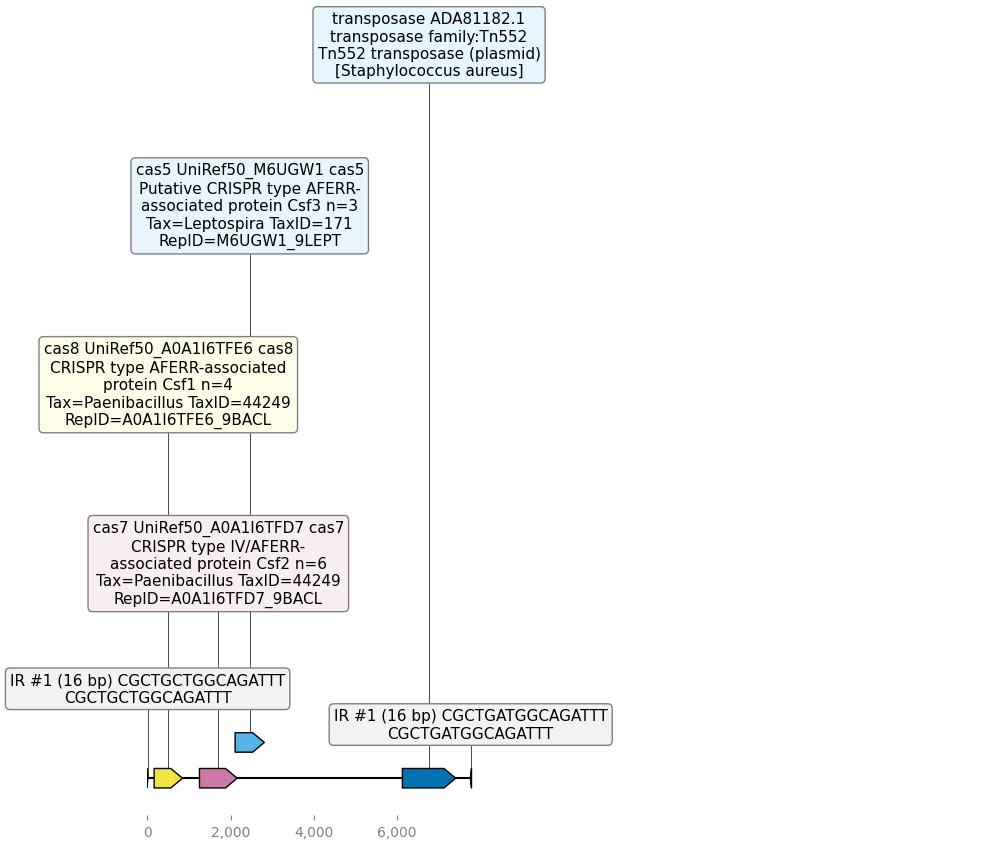 transposase ADA81182.1
transposase family:Tn552
Tn552 transposase (plasmid)
[Staphylococcus aureus]
cas5 UniRef50_M6UGW1 cas5
Putative CRISPR type AFERR-
associated protein Csf3 n=3
Tax=Leptospira TaxID=171
RepID=M6UGW1_9LEPT
cas8 UniRef50_A0A1I6TFE6 cas8
CRISPR type AFERR-associated
protein Csf1 n=4
Tax=Paenibacillus TaxID=44249
RepID=A0A1I6TFE6_9BACL
cas7 UniRef50_A0A1I6TFD7 cas7
CRISPR type IV/AFERR-
associated protein Csf2 n=6
Tax=Paenibacillus TaxID=44249
RepID=A0A1I6TFD7_9BACL
IR #1 (16 bp) CGCTGCTGGCAGATTT
CGCTGCTGGCAGATTT
IR #1 (16 bp) CGCTGATGGCAGATTT
CGCTGATGGCAGATTT
0 2,000 4,000 6,000